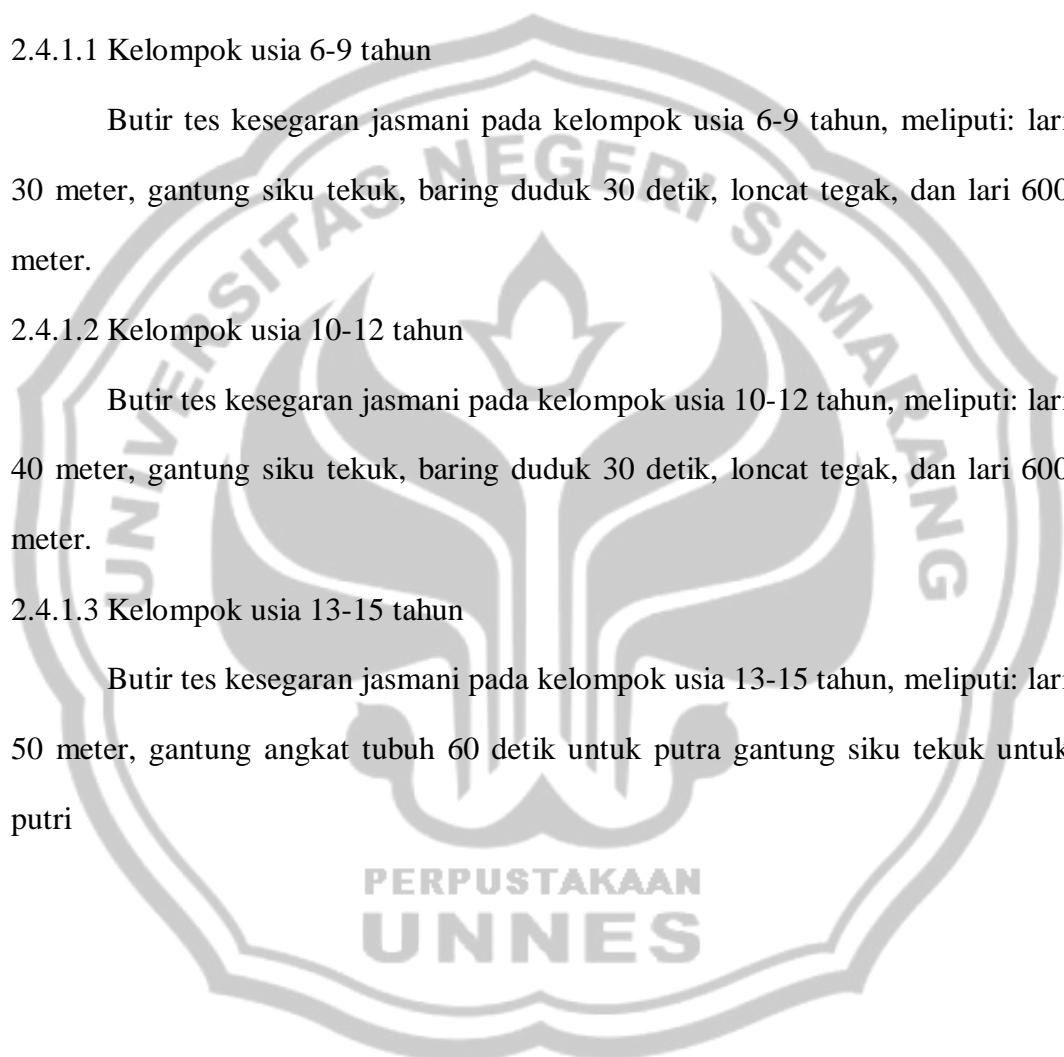 2.4.1.1 Kelompok usia 6-9 tahun
Butir tes kesegaran jasmani pada kelompok usia 6-9 tahun, meliputi: lari
30 meter, gantung siku tekuk, baring duduk 30 detik, loncat tegak, dan lari 600
meter.
2.4.1.2 Kelompok usia 10-12 tahun
Butir tes kesegaran jasmani pada kelompok usia 10-12 tahun, meliputi: lari
40 meter, gantung siku tekuk, baring duduk 30 detik, loncat tegak, dan lari 600
meter.
2.4.1.3 Kelompok usia 13-15 tahun
Butir tes kesegaran jasmani pada kelompok usia 13-15 tahun, meliputi: lari
50 meter, gantung angkat tubuh 60 detik untuk putra gantung siku tekuk untuk
putri
UNIVERSITAS NEGERI SEMARANG
PERPUSTAKAAN
UNNES